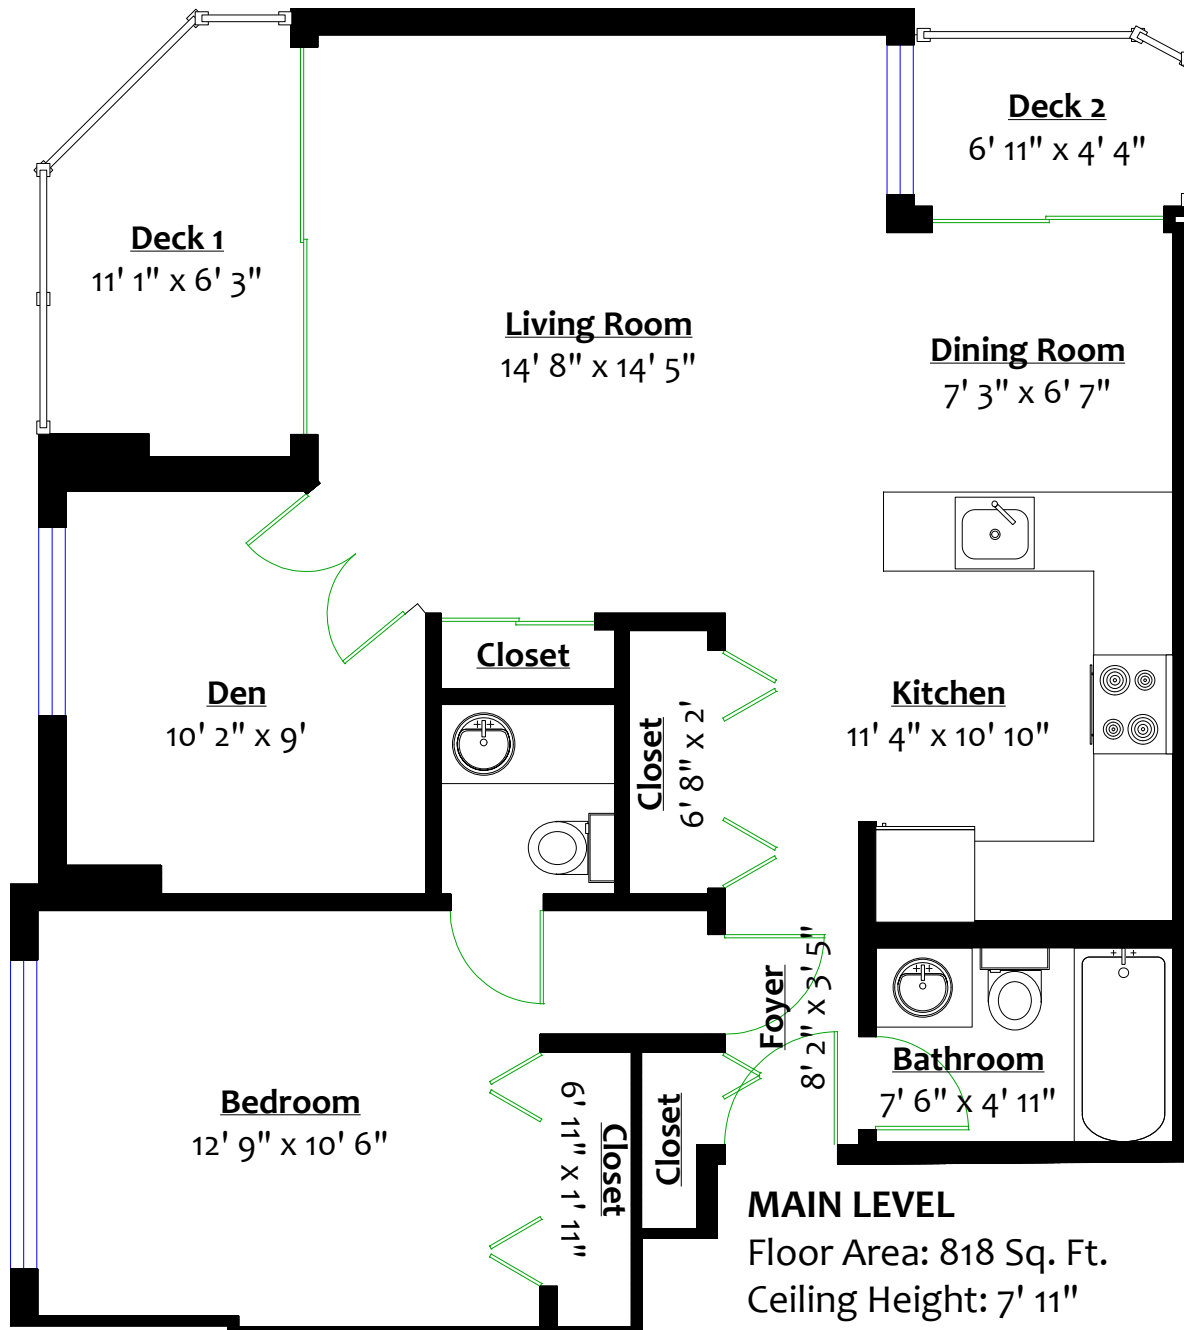 Deck 2
6' 11" x 4' 4"
Deck 1
11' 1" x 6' 3"
Living Room
14' 8" x 14' 5"
Dining Room
7' 3" x 6' 7"
Closet
Den
10' 2" x 9'
Closet
6' 8" x 2'
Kitchen
11' 4" x 10' 10"
Foyer
8' 2" x 3' 5"
Bathroom
7' 6" x 4' 11"
Bedroom
12' 9" x 10' 6"
Closet
6' 11" x 1' 11"
Closet
MAIN LEVEL
Floor Area: 818 Sq. Ft.
Ceiling Height: 7' 11"